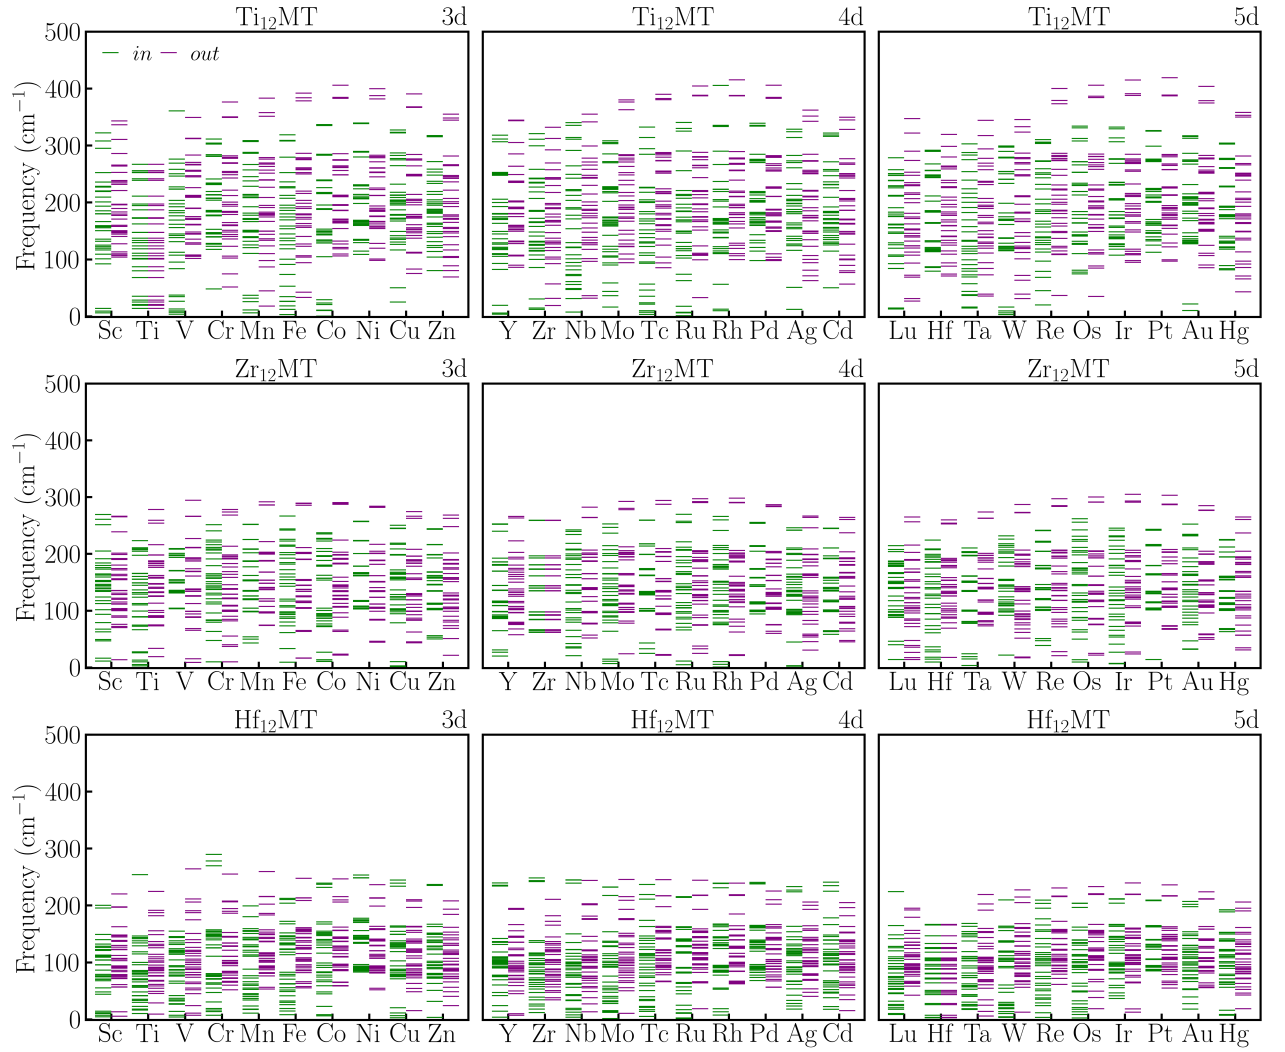 Ti₁₂MT 3d Ti₁₂MT 4d Ti₁₂MT 5d
500
in out
400
300
200
100
0
Frequency (cm⁻¹)
Sc Ti V Cr Mn Fe Co Ni Cu Zn Y Zr Nb Mo Tc Ru Rh Pd Ag Cd Lu Hf Ta W Re Os Ir Pt Au Hg
Zr₁₂MT 3d Zr₁₂MT 4d Zr₁₂MT 5d
500
400
300
200
100
0
Frequency (cm⁻¹)
Sc Ti V Cr Mn Fe Co Ni Cu Zn Y Zr Nb Mo Tc Ru Rh Pd Ag Cd Lu Hf Ta W Re Os Ir Pt Au Hg
Hf₁₂MT 3d Hf₁₂MT 4d Hf₁₂MT 5d
500
400
300
200
100
0
Frequency (cm⁻¹)
Sc Ti V Cr Mn Fe Co Ni Cu Zn Y Zr Nb Mo Tc Ru Rh Pd Ag Cd Lu Hf Ta W Re Os Ir Pt Au Hg